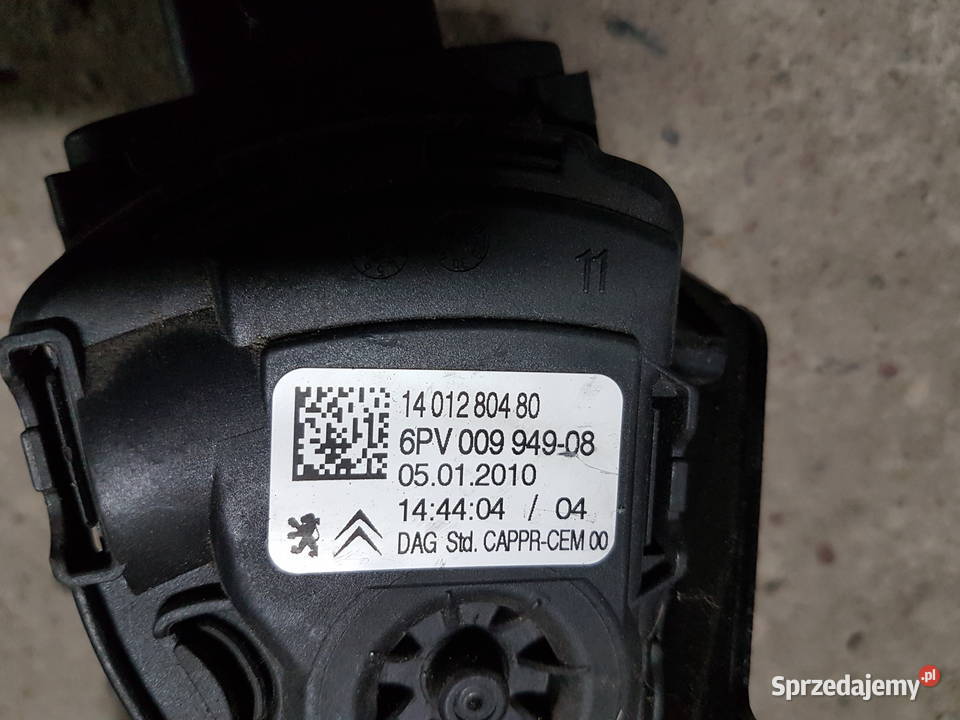 11
14 012 804 80
6PV 009 949-08
05.01.2010
14:44:04 / 04
DAG Std. CAPPR-CEM 00
Sprzedajemy.pl